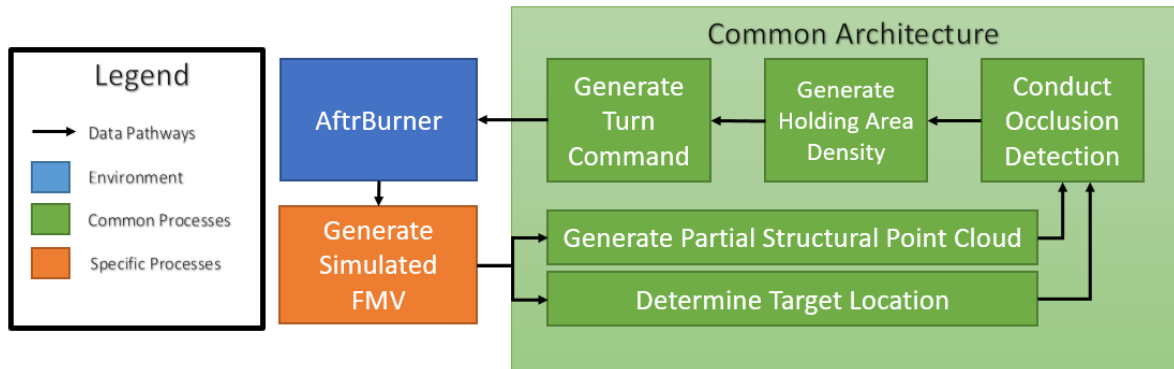 Common Architecture
Legend
Data Pathways
Environment
Common Processes
Specific Processes
AftrBurner
Generate
Simulated
FMV
Generate
Turn
Command
Generate
Holding Area
Density
Conduct
Occlusion
Detection
Generate Partial Structural Point Cloud
Determine Target Location